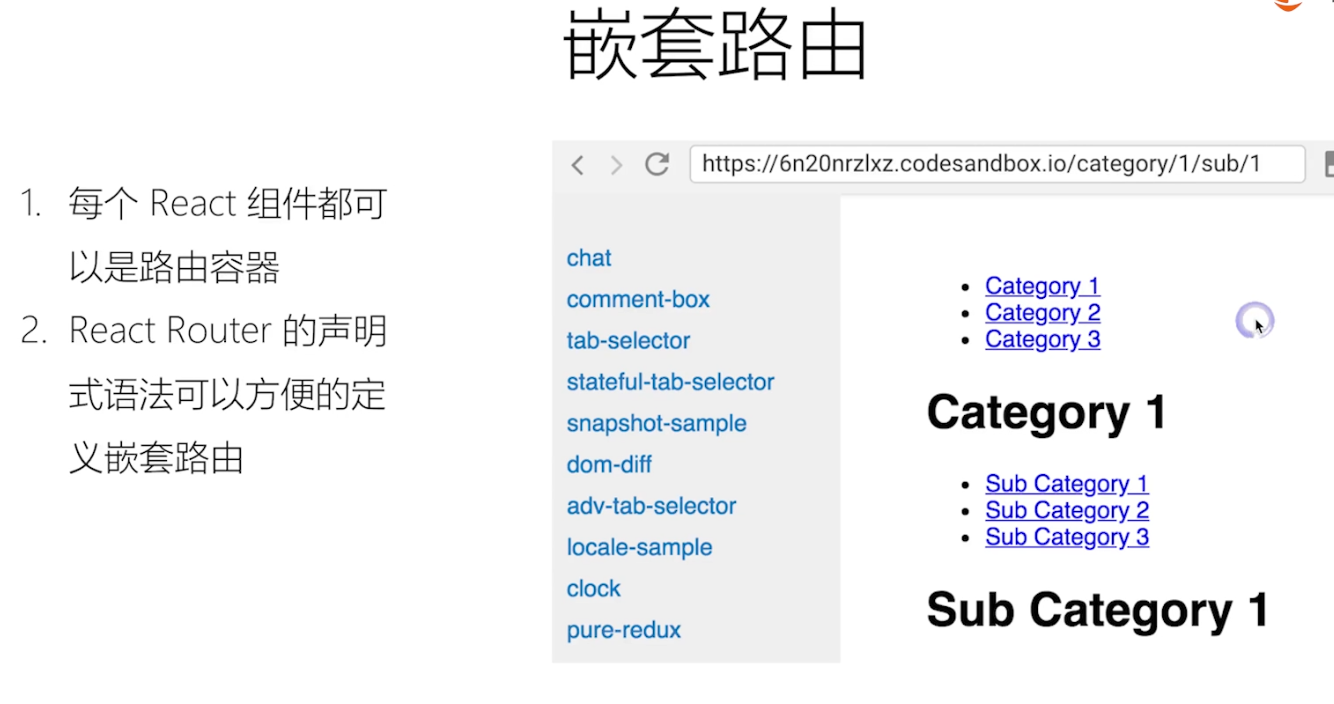 嵌套路由
1. 每个 React 组件都可
以是路由容器
2. React Router 的声明
式语法可以方便的定
义嵌套路由
https://6n20nrzlxz.codesandbox.io/category/1/sub/1
chat
comment-box
tab-selector
stateful-tab-selector
snapshot-sample
dom-diff
adv-tab-selector
locale-sample
clock
pure-redux
• Category 1
• Category 2
• Category 3
Category 1
• Sub Category 1
• Sub Category 2
• Sub Category 3
Sub Category 1